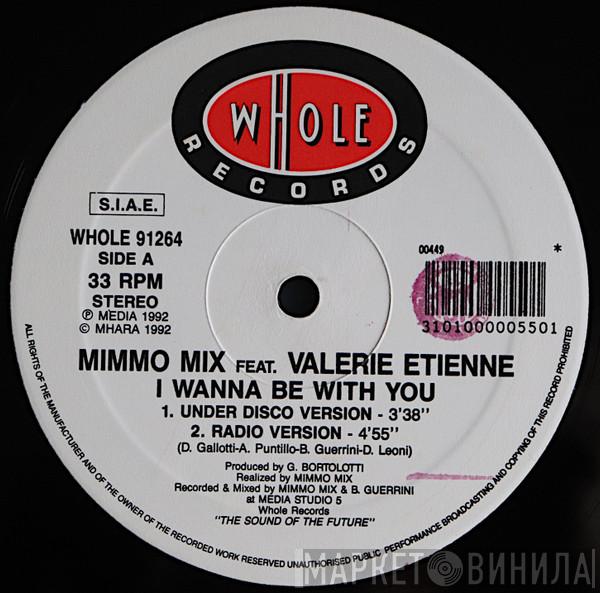 WHOLE
RECORDS
S.I.A.E.
WHOLE 91264
SIDE A
33 RPM
STEREO
Ⓟ MEDIA 1992
© MHARA 1992
00449
*
3101000005501
MIMMO MIX FEAT. VALERIE ETIENNE
I WANNA BE WITH YOU
1. UNDER DISCO VERSION - 3'38''
2. RADIO VERSION - 4'55''
(D. Gallotti-A. Puntillo-B. Guerrini-D. Leoni)
Produced by G. BORTOLOTTI
Realized by MIMMO MIX
Recorded & Mixed by MIMMO MIX & B. GUERRINI
at MEDIA STUDIO 5
Whole Records
"THE SOUND OF THE FUTURE"
ALL RIGHTS OF THE MANUFACTURER AND OF THE OWNER OF THE RECORDED WORK RESERVED UNAUTHORISED PUBLIC PERFORMANCE BROADCASTING AND COPYING OF THIS RECORD PROHIBITED
МАРКЕТОВИНИЛА